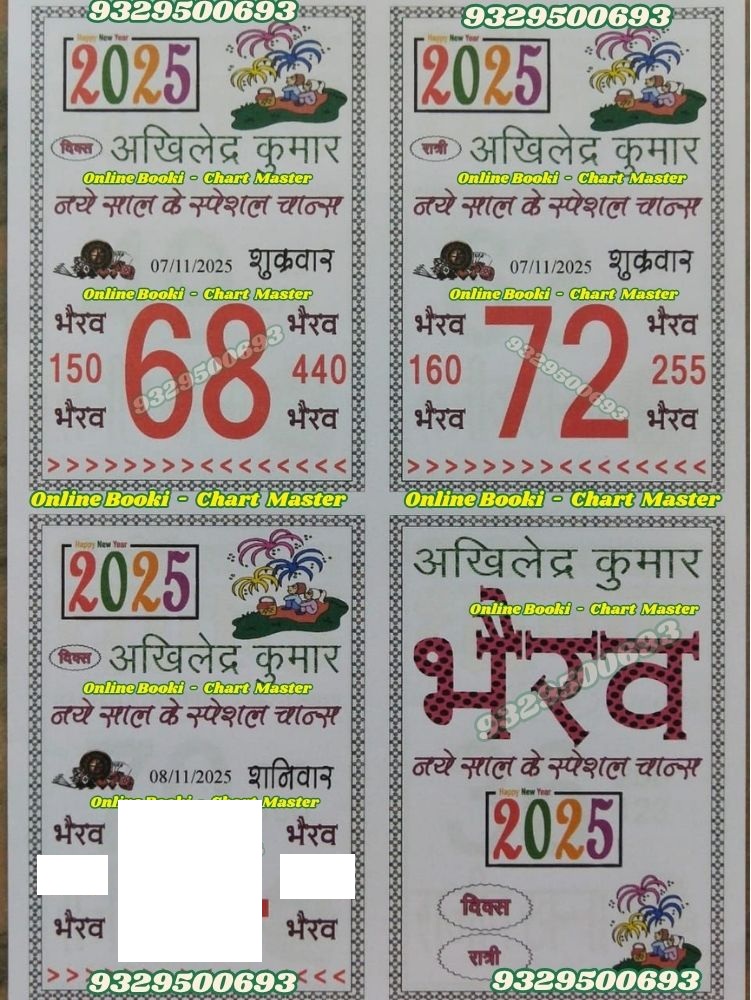 9329500693
Happy New Year
2025
दिवस
अखिलेद्र कुमार
Online Booki - Chart Master
नये साल के स्पेशल चान्स
07/11/2025 शुक्रवार
Online Booki - Chart Master
भैरव
भैरव
150
68
440
9329500693
भैरव
भैरव
>>>>>>><<<<<<<
Online Booki - Chart Master
9329500693
Happy New Year
2025
रात्री
अखिलेद्र कुमार
Online Booki - Chart Master
नये साल के स्पेशल चान्स
07/11/2025 शुक्रवार
Online Booki - Chart Master
भैरव
भैरव
160
72
255
9329500693
भैरव
भैरव
>>>>>>><<<<<<<
Online Booki - Chart Master
Happy New Year
2025
दिवस
अखिलेद्र कुमार
Online Booki - Chart Master
नये साल के स्पेशल चान्स
08/11/2025 शनिवार
Chart Master
भैरव
भैरव
भैरव
भैरव
9329500693
अखिलेद्र कुमार
Online Booki - Chart Master
भैरव
9329500693
नये साल के स्पेशल चान्स
Happy New Year
2025
दिवस
रात्री
9329500693